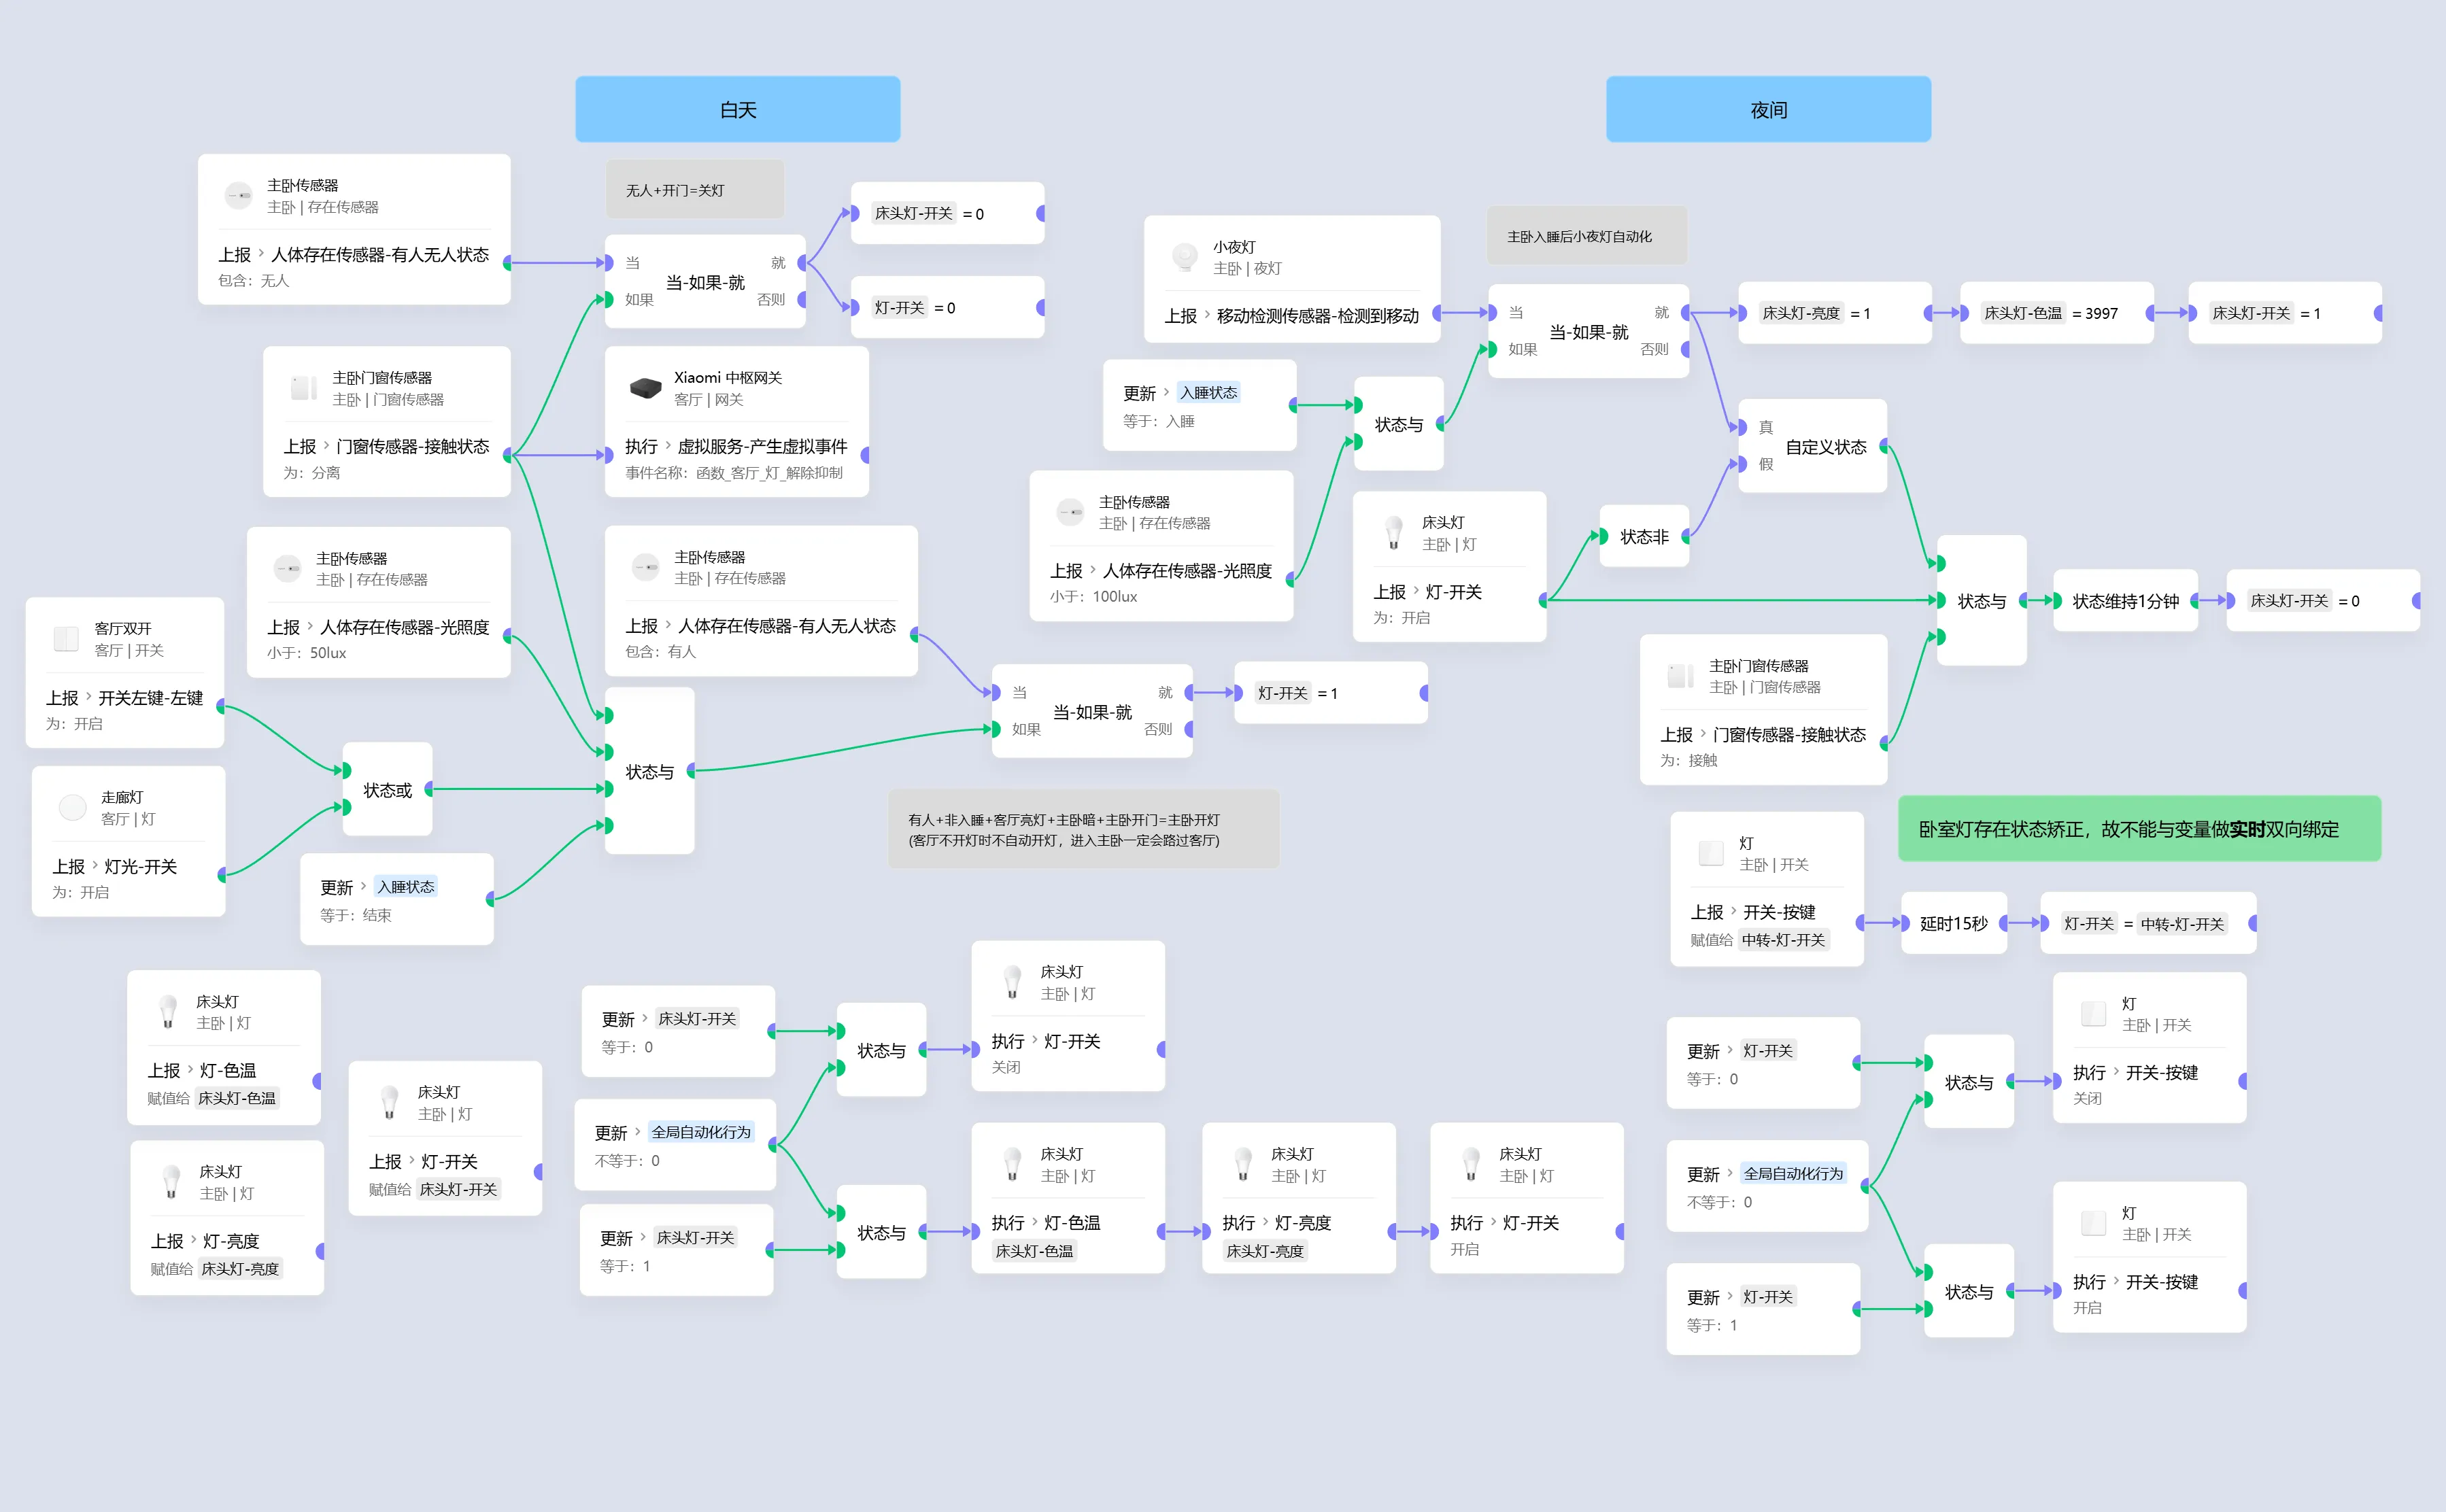 白天
夜间
主卧传感器
主卧 | 存在传感器
上报 › 人体存在传感器-有人无人状态
包含：无人
无人+开门=关灯
当
如果
当-如果-就
就
否则
床头灯-开关 = 0
灯-开关 = 0
主卧门窗传感器
主卧 | 门窗传感器
上报 › 门窗传感器-接触状态
为：分离
Xiaomi 中枢网关
客厅 | 网关
执行 › 虚拟服务-产生虚拟事件
事件名称：函数_客厅_灯_解除抑制
主卧传感器
主卧 | 存在传感器
上报 › 人体存在传感器-光照度
小于：50lux
主卧传感器
主卧 | 存在传感器
上报 › 人体存在传感器-有人无人状态
包含：有人
客厅双开
客厅 | 开关
上报 › 开关左键-左键
为：开启
走廊灯
客厅 | 灯
上报 › 灯光-开关
为：开启
状态或
更新 › 入睡状态
等于：结束
状态与
当
如果
当-如果-就
就
否则
灯-开关 = 1
有人+非入睡+客厅亮灯+主卧暗+主卧开门=主卧开灯
(客厅不开灯时不自动开灯，进入主卧一定会路过客厅)
小夜灯
主卧 | 夜灯
上报 › 移动检测传感器-检测到移动
主卧入睡后小夜灯自动化
当
如果
当-如果-就
就
否则
床头灯-亮度 = 1
床头灯-色温 = 3997
床头灯-开关 = 1
更新 › 入睡状态
等于：入睡
状态与
主卧传感器
主卧 | 存在传感器
上报 › 人体存在传感器-光照度
小于：100lux
真
假
自定义状态
床头灯
主卧 | 灯
上报 › 灯-开关
为：开启
状态非
状态与
状态维持1分钟
床头灯-开关 = 0
主卧门窗传感器
主卧 | 门窗传感器
上报 › 门窗传感器-接触状态
为：接触
卧室灯存在状态矫正，故不能与变量做实时双向绑定
灯
主卧 | 开关
上报 › 开关-按键
赋值给 中转-灯-开关
延时15秒
灯-开关 = 中转-灯-开关
床头灯
主卧 | 灯
上报 › 灯-色温
赋值给 床头灯-色温
床头灯
主卧 | 灯
上报 › 灯-开关
赋值给 床头灯-开关
床头灯
主卧 | 灯
上报 › 灯-亮度
赋值给 床头灯-亮度
更新 › 床头灯-开关
等于：0
更新 › 全局自动化行为
不等于：0
更新 › 床头灯-开关
等于：1
状态与
状态与
床头灯
主卧 | 灯
执行 › 灯-开关
关闭
床头灯
主卧 | 灯
执行 › 灯-色温
床头灯-色温
床头灯
主卧 | 灯
执行 › 灯-亮度
床头灯-亮度
床头灯
主卧 | 灯
执行 › 灯-开关
开启
更新 › 灯-开关
等于：0
更新 › 全局自动化行为
不等于：0
更新 › 灯-开关
等于：1
状态与
状态与
灯
主卧 | 开关
执行 › 开关-按键
关闭
灯
主卧 | 开关
执行 › 开关-按键
开启